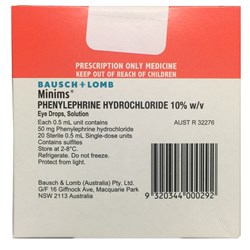 PRESCRIPTION ONLY MEDICINE
KEEP OUT OF REACH OF CHILDREN
BAUSCH + LOMB
Minims®
PHENYLEPHRINE HYDROCHLORIDE 10% w/v
Eye Drops, Solution
Each 0.5 mL unit contains
50 mg Phenylephrine hydrochloride
20 Sterile 0.5 mL Single-dose units
Contains sulfites
Store at 2-8°C.
Refrigerate. Do not freeze.
Protect from light.
AUST R 32276
Bausch & Lomb (Australia) Pty. Ltd.
G/F 16 Giffnock Ave, Macquarie Park
NSW 2113 Australia
9 320344 000292 >